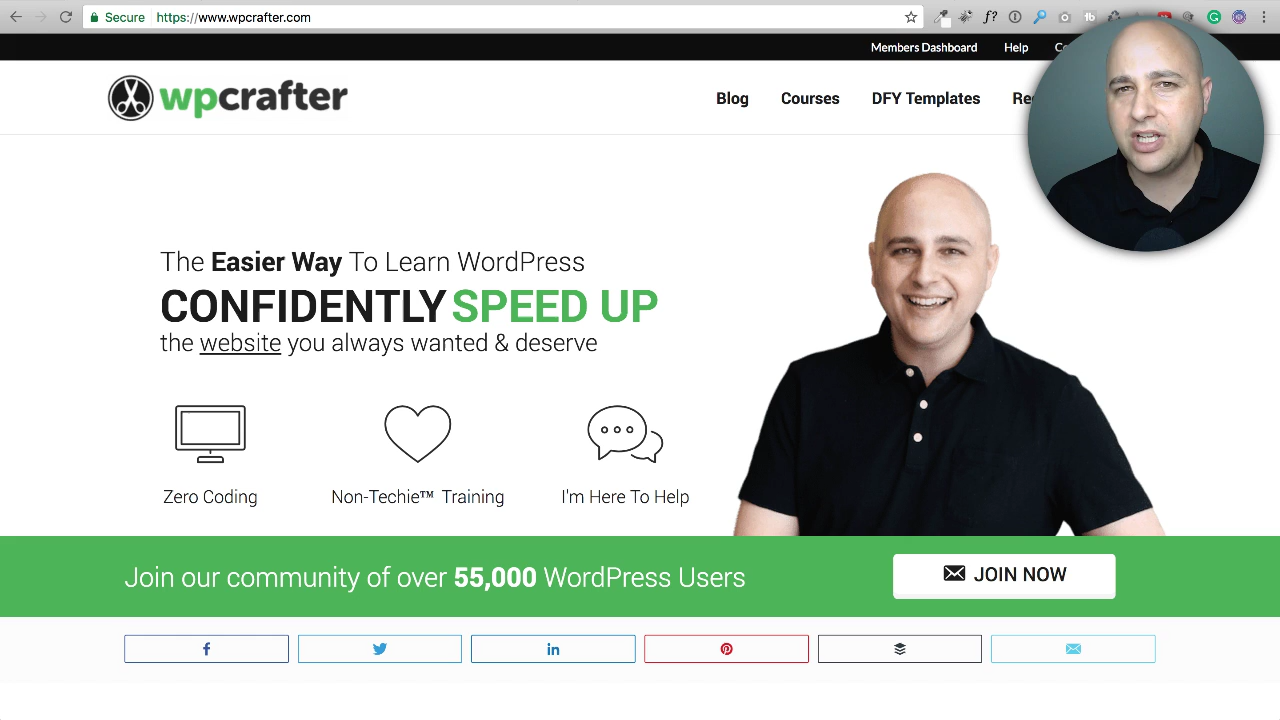 Secure https://www.wpcrafter.com
f?
tb
Members Dashboard Help
wpcrafter
Blog Courses DFY Templates
The Easier Way To Learn WordPress
CONFIDENTLY SPEED UP
the website you always wanted & deserve
Zero Coding Non-Techie™ Training I'm Here To Help
Join our community of over 55,000 WordPress Users
JOIN NOW